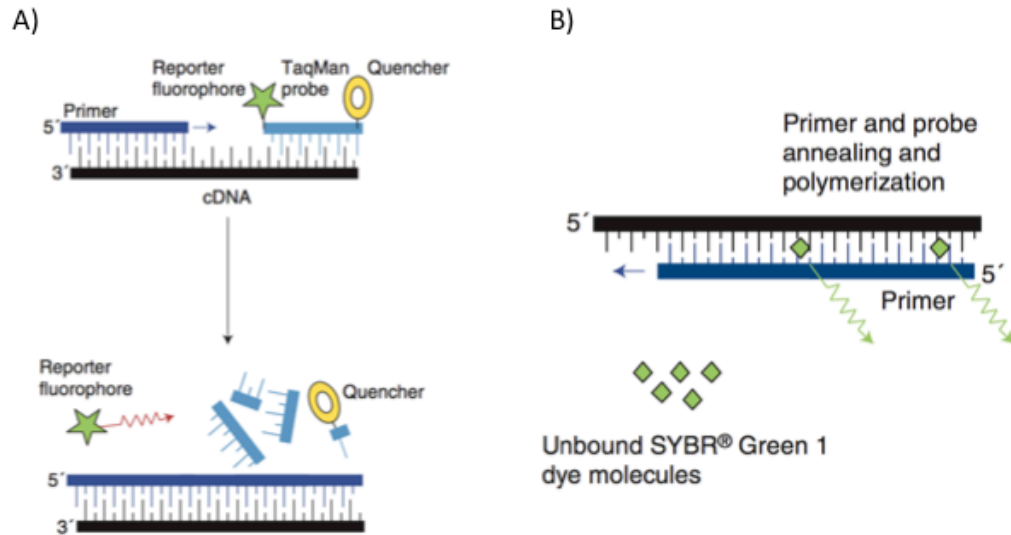 A)
Reporter
fluorophore
TaqMan
probe
Quencher
Primer
5´
3´
cDNA
Reporter
fluorophore
Quencher
5´
3´
B)
Primer and probe
annealing and
polymerization
5´
5´
Primer
Unbound SYBR® Green 1
dye molecules